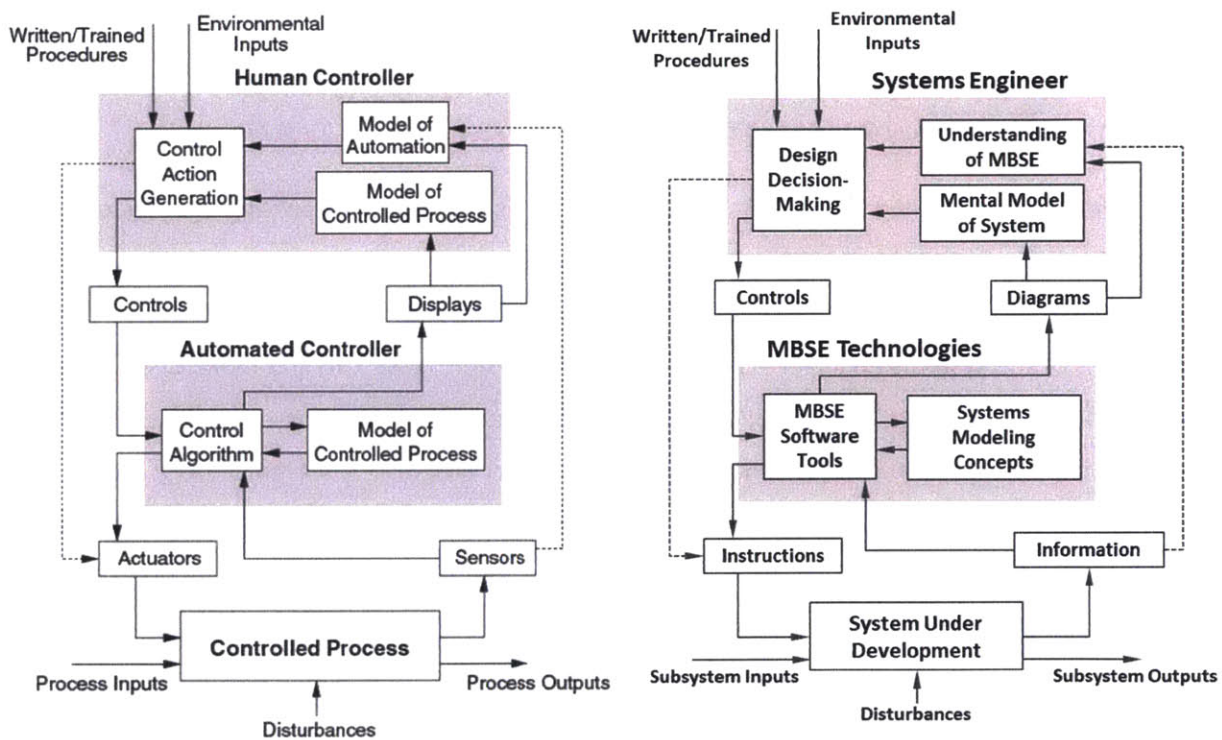 Written/Trained
Procedures
Environmental
Inputs
Human Controller
Control
Action
Generation
Model of
Automation
Model of
Controlled Process
Controls
Displays
Automated Controller
Control
Algorithm
Model of
Controlled Process
Actuators
Sensors
Controlled Process
Process Inputs
Process Outputs
Disturbances
Written/Trained
Procedures
Environmental
Inputs
Systems Engineer
Design
Decision-
Making
Understanding
of MBSE
Mental Model
of System
Controls
Diagrams
MBSE Technologies
MBSE
Software
Tools
Systems
Modeling
Concepts
Instructions
Information
System Under
Development
Subsystem Inputs
Subsystem Outputs
Disturbances